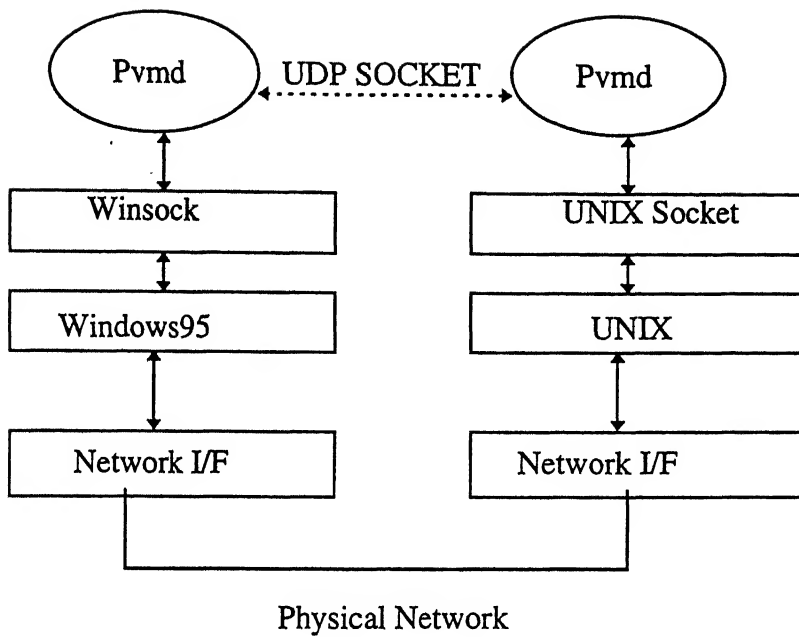 Pvmd
UDP SOCKET
Pvmd
Winsock
UNIX Socket
Windows95
UNIX
Network I/F
Network I/F
Physical Network